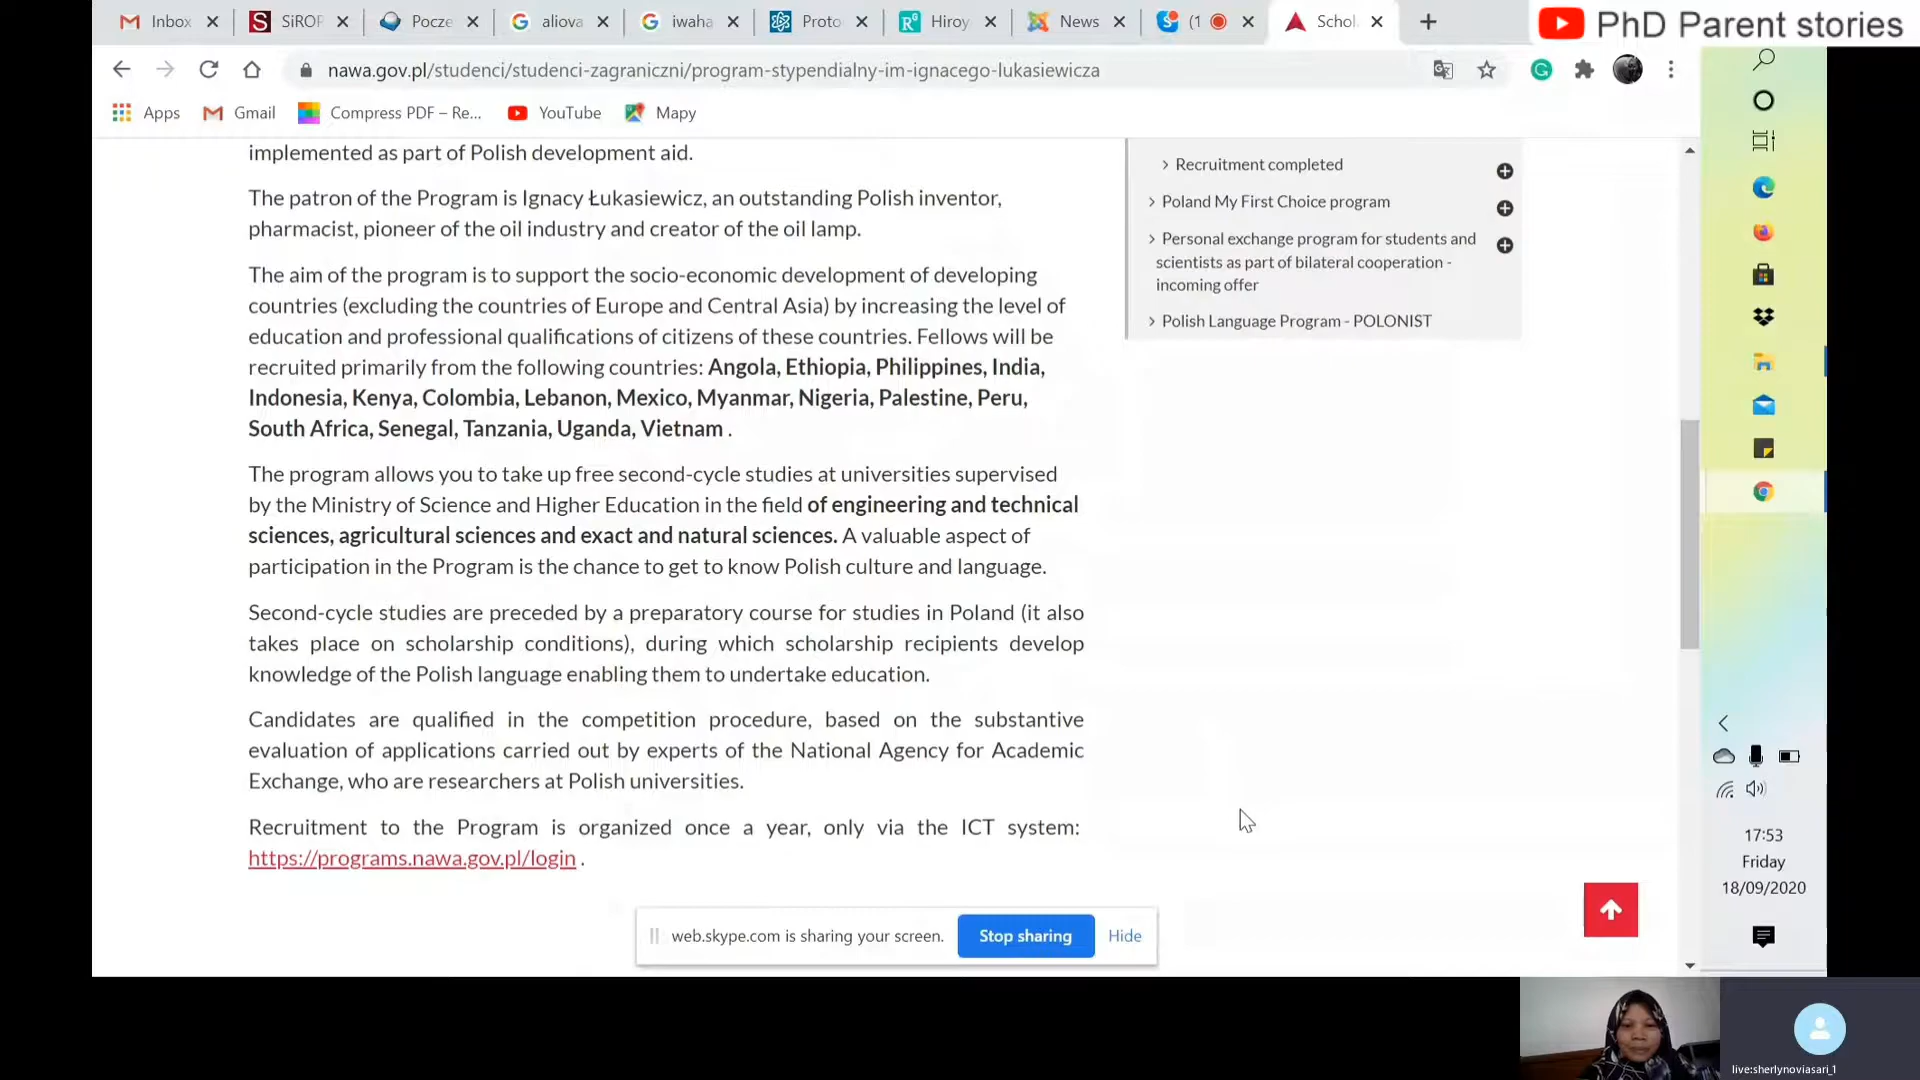 Inbox
SiROP
Pocze
aliova
iwaha
Proto
Hiroy
News
(1
Schol
PhD Parent stories
nawa.gov.pl/studenci/studenci-zagraniczni/program-stypendialny-im-ignacego-lukasiewicza
Apps
Gmail
Compress PDF – Re...
YouTube
Mapy
implemented as part of Polish development aid.
The patron of the Program is Ignacy Łukasiewicz, an outstanding Polish inventor,
pharmacist, pioneer of the oil industry and creator of the oil lamp.
The aim of the program is to support the socio-economic development of developing
countries (excluding the countries of Europe and Central Asia) by increasing the level of
education and professional qualifications of citizens of these countries. Fellows will be
recruited primarily from the following countries: Angola, Ethiopia, Philippines, India,
Indonesia, Kenya, Colombia, Lebanon, Mexico, Myanmar, Nigeria, Palestine, Peru,
South Africa, Senegal, Tanzania, Uganda, Vietnam .
The program allows you to take up free second-cycle studies at universities supervised
by the Ministry of Science and Higher Education in the field of engineering and technical
sciences, agricultural sciences and exact and natural sciences. A valuable aspect of
participation in the Program is the chance to get to know Polish culture and language.
Second-cycle studies are preceded by a preparatory course for studies in Poland (it also
takes place on scholarship conditions), during which scholarship recipients develop
knowledge of the Polish language enabling them to undertake education.
Candidates are qualified in the competition procedure, based on the substantive
evaluation of applications carried out by experts of the National Agency for Academic
Exchange, who are researchers at Polish universities.
Recruitment to the Program is organized once a year, only via the ICT system:
https://programs.nawa.gov.pl/login .
Recruitment completed
Poland My First Choice program
Personal exchange program for students and
scientists as part of bilateral cooperation -
incoming offer
Polish Language Program - POLONIST
web.skype.com is sharing your screen.
Stop sharing
Hide
17:53
Friday
18/09/2020
live:sherlynoviasari_1